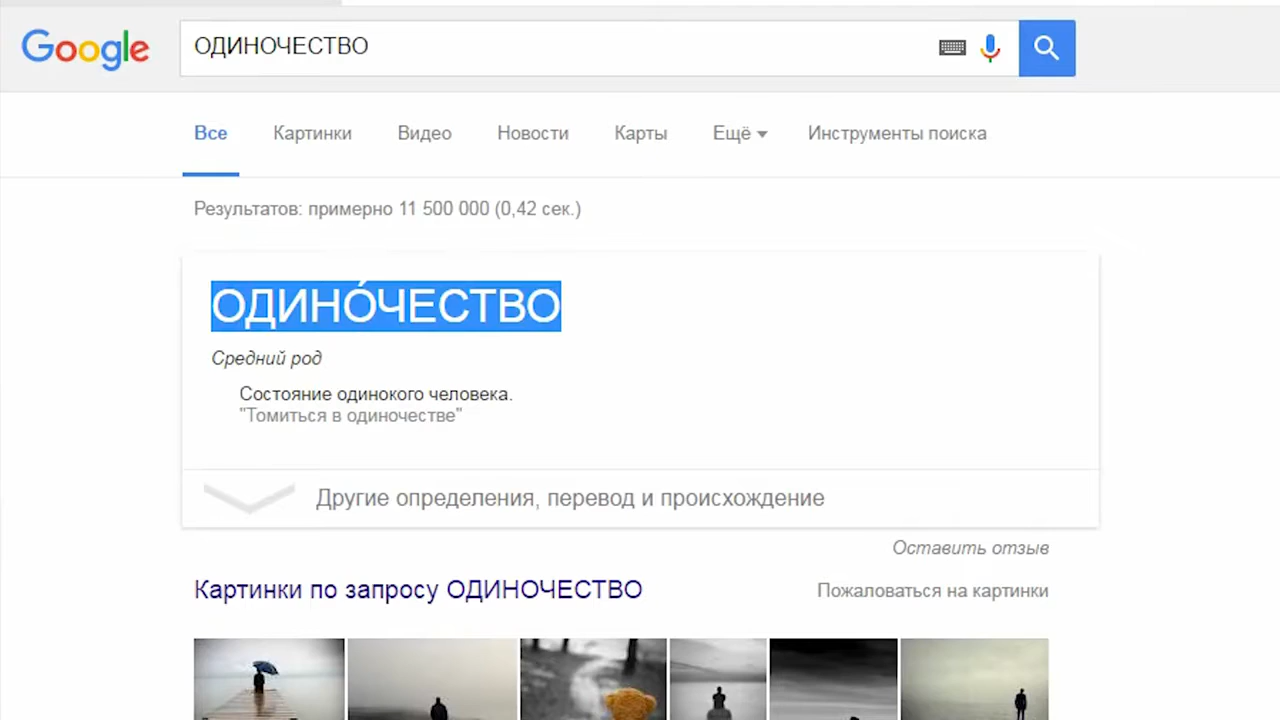 Google ОДИНОЧЕСТВО
Все Картинки Видео Новости Карты Ещё Инструменты поиска
Результатов: примерно 11 500 000 (0,42 сек.)
ОДИНО́ЧЕСТВО
Средний род
Состояние одинокого человека.
"Томиться в одиночестве"
Другие определения, перевод и происхождение
Оставить отзыв
Картинки по запросу ОДИНОЧЕСТВО Пожаловаться на картинки